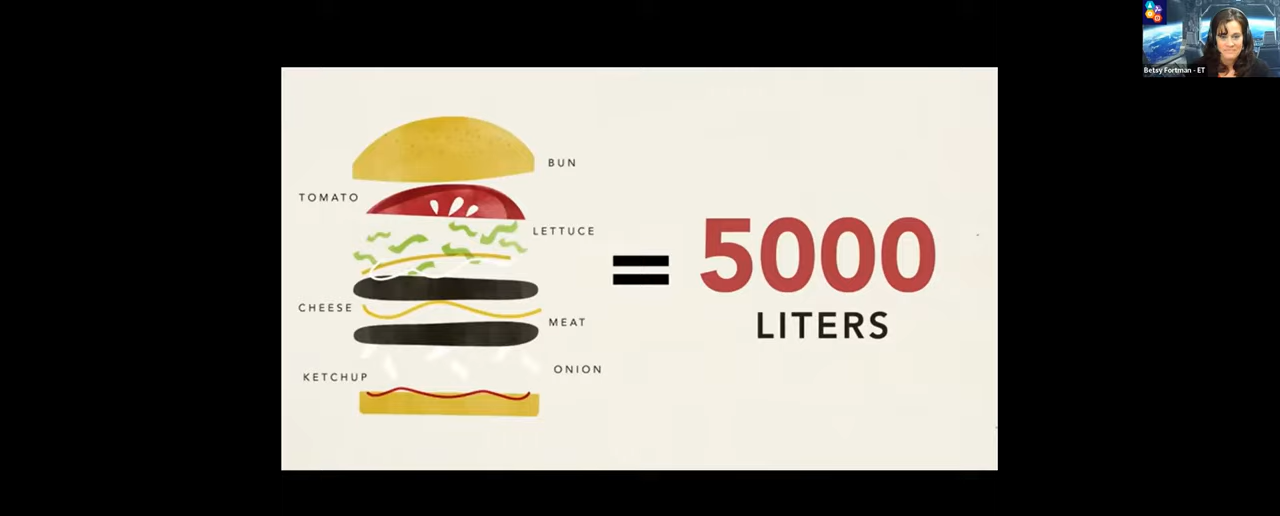 BUN
TOMATO
LETTUCE
CHEESE
MEAT
KETCHUP
ONION
=
5000
LITERS
Betsy Fortman - ET